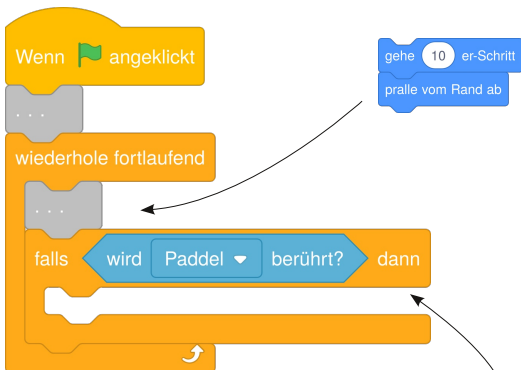 Wenn angeklickt
. . .
wiederhole fortlaufend
. . .
falls wird Paddel berührt? dann
gehe 10 er-Schritt
pralle vom Rand ab